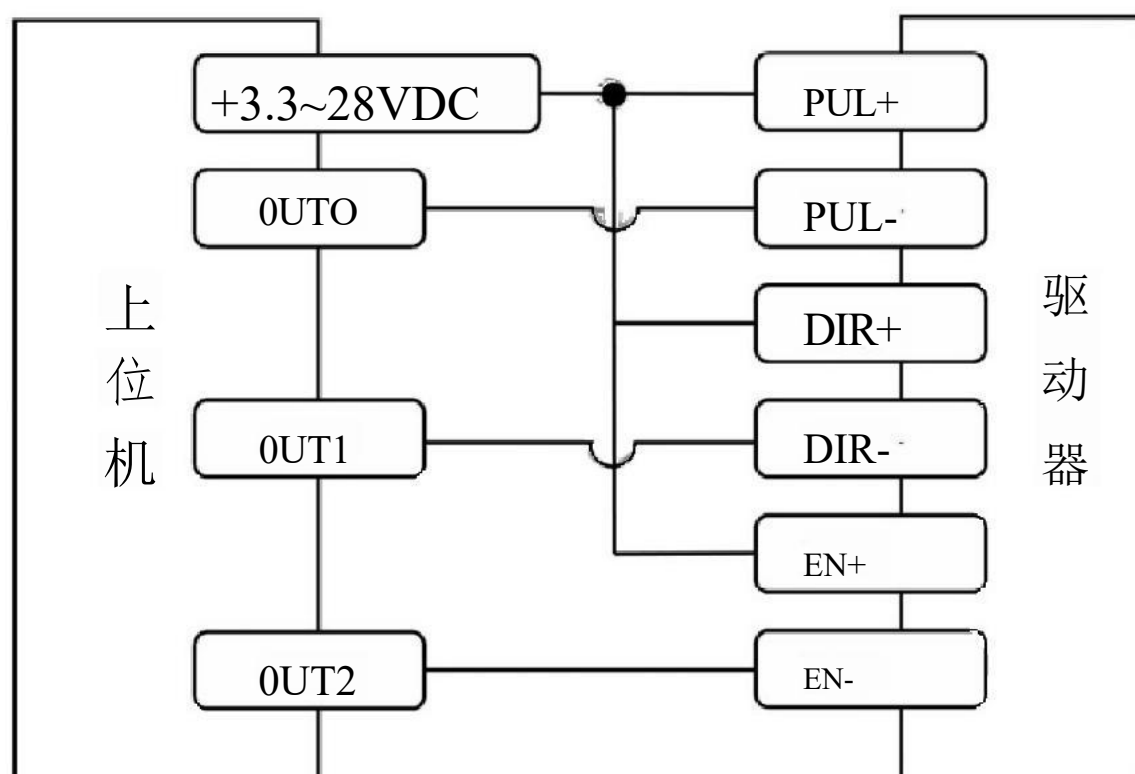 +3.3~28VDC
PUL+
0UTO
PUL-
DIR+
0UT1
DIR-
EN+
0UT2
EN-
上位机
驱动器